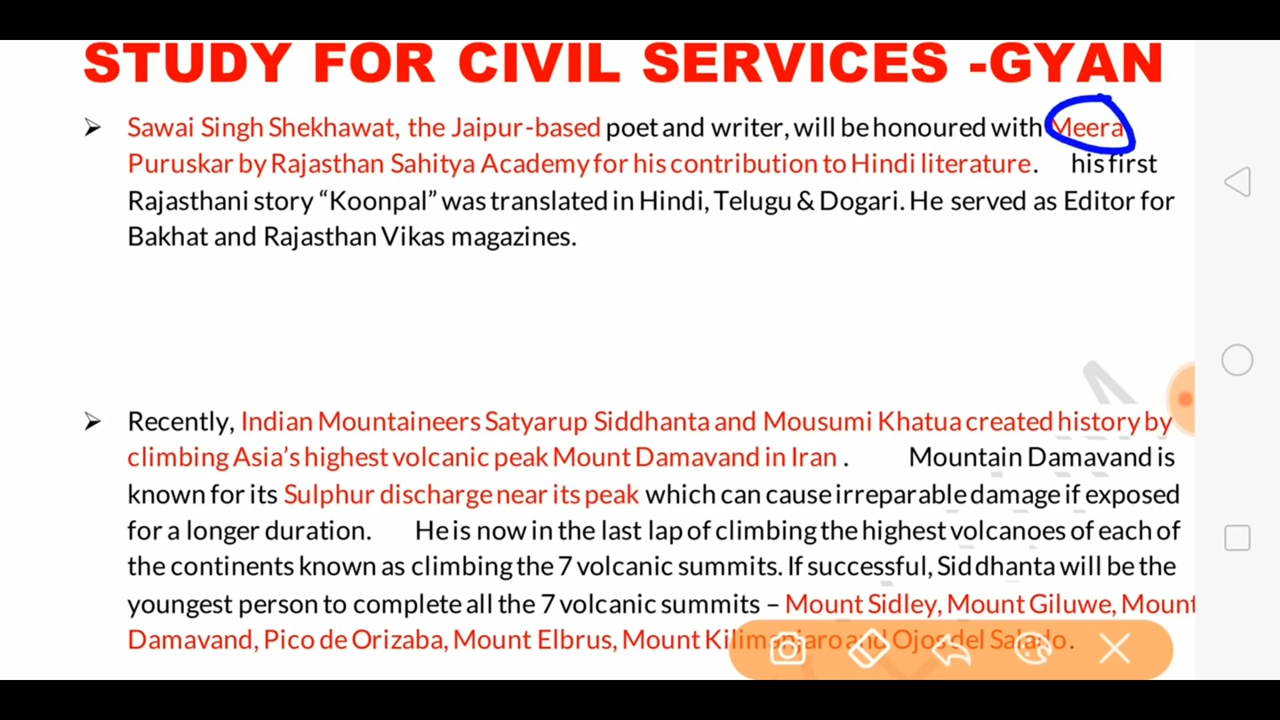 STUDY FOR CIVIL SERVICES -GYAN
➢ Sawai Singh Shekhawat, the Jaipur-based poet and writer, will be honoured with Meera
Puruskar by Rajasthan Sahitya Academy for his contribution to Hindi literature. his first
Rajasthani story “Koonpal” was translated in Hindi, Telugu & Dogari. He served as Editor for
Bakhat and Rajasthan Vikas magazines.
➢ Recently, Indian Mountaineers Satyarup Siddhanta and Mousumi Khatua created history by
climbing Asia’s highest volcanic peak Mount Damavand in Iran . Mountain Damavand is
known for its Sulphur discharge near its peak which can cause irreparable damage if exposed
for a longer duration. He is now in the last lap of climbing the highest volcanoes of each of
the continents known as climbing the 7 volcanic summits. If successful, Siddhanta will be the
youngest person to complete all the 7 volcanic summits – Mount Sidley, Mount Giluwe, Mount
Damavand, Pico de Orizaba, Mount Elbrus, Mount Kilimanjaro and Ojos del Salado.